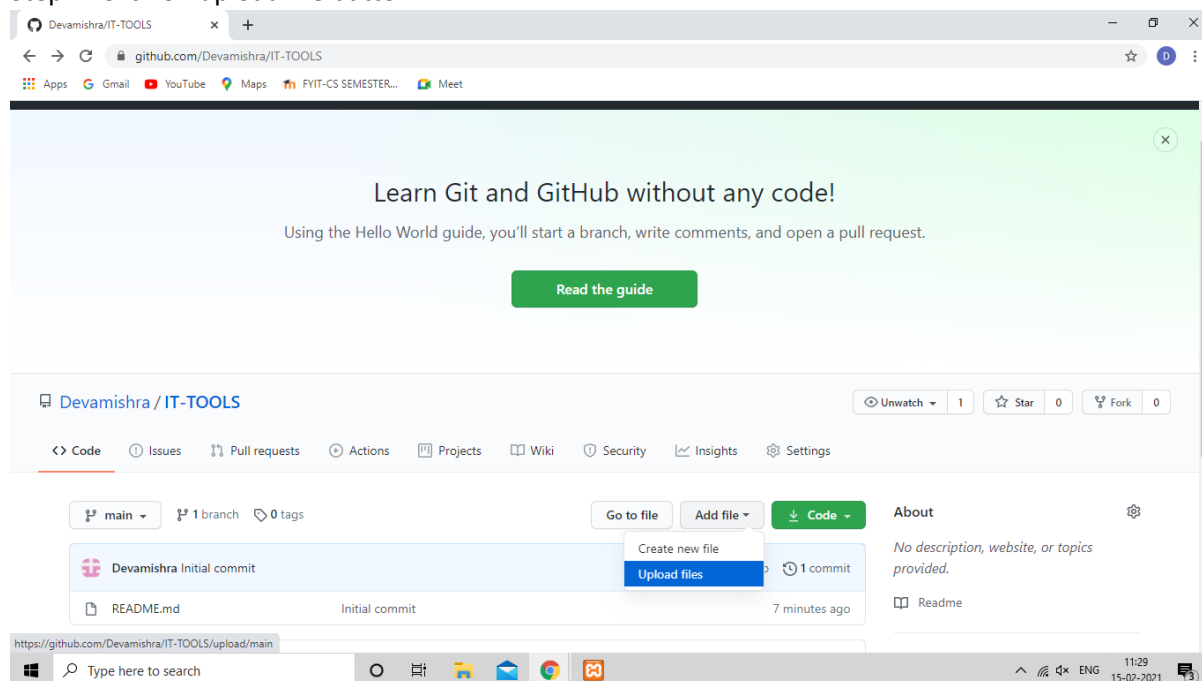 Devamishra/IT-TOOLS
github.com/Devamishra/IT-TOOLS
D
Apps Gmail YouTube Maps FYIT-CS SEMESTER... Meet
Learn Git and GitHub without any code!
Using the Hello World guide, you'll start a branch, write comments, and open a pull request.
Read the guide
Devamishra / IT-TOOLS
Unwatch 1 Star 0 Fork 0
Code Issues Pull requests Actions Projects Wiki Security Insights Settings
main 1 branch 0 tags Go to file Add file Code About
Create new file
Upload files
No description, website, or topics
provided.
Devamishra Initial commit 1 commit
README.md Initial commit 7 minutes ago
Readme
https://github.com/Devamishra/IT-TOOLS/upload/main
Type here to search
ENG 11:29
15-02-2021
3